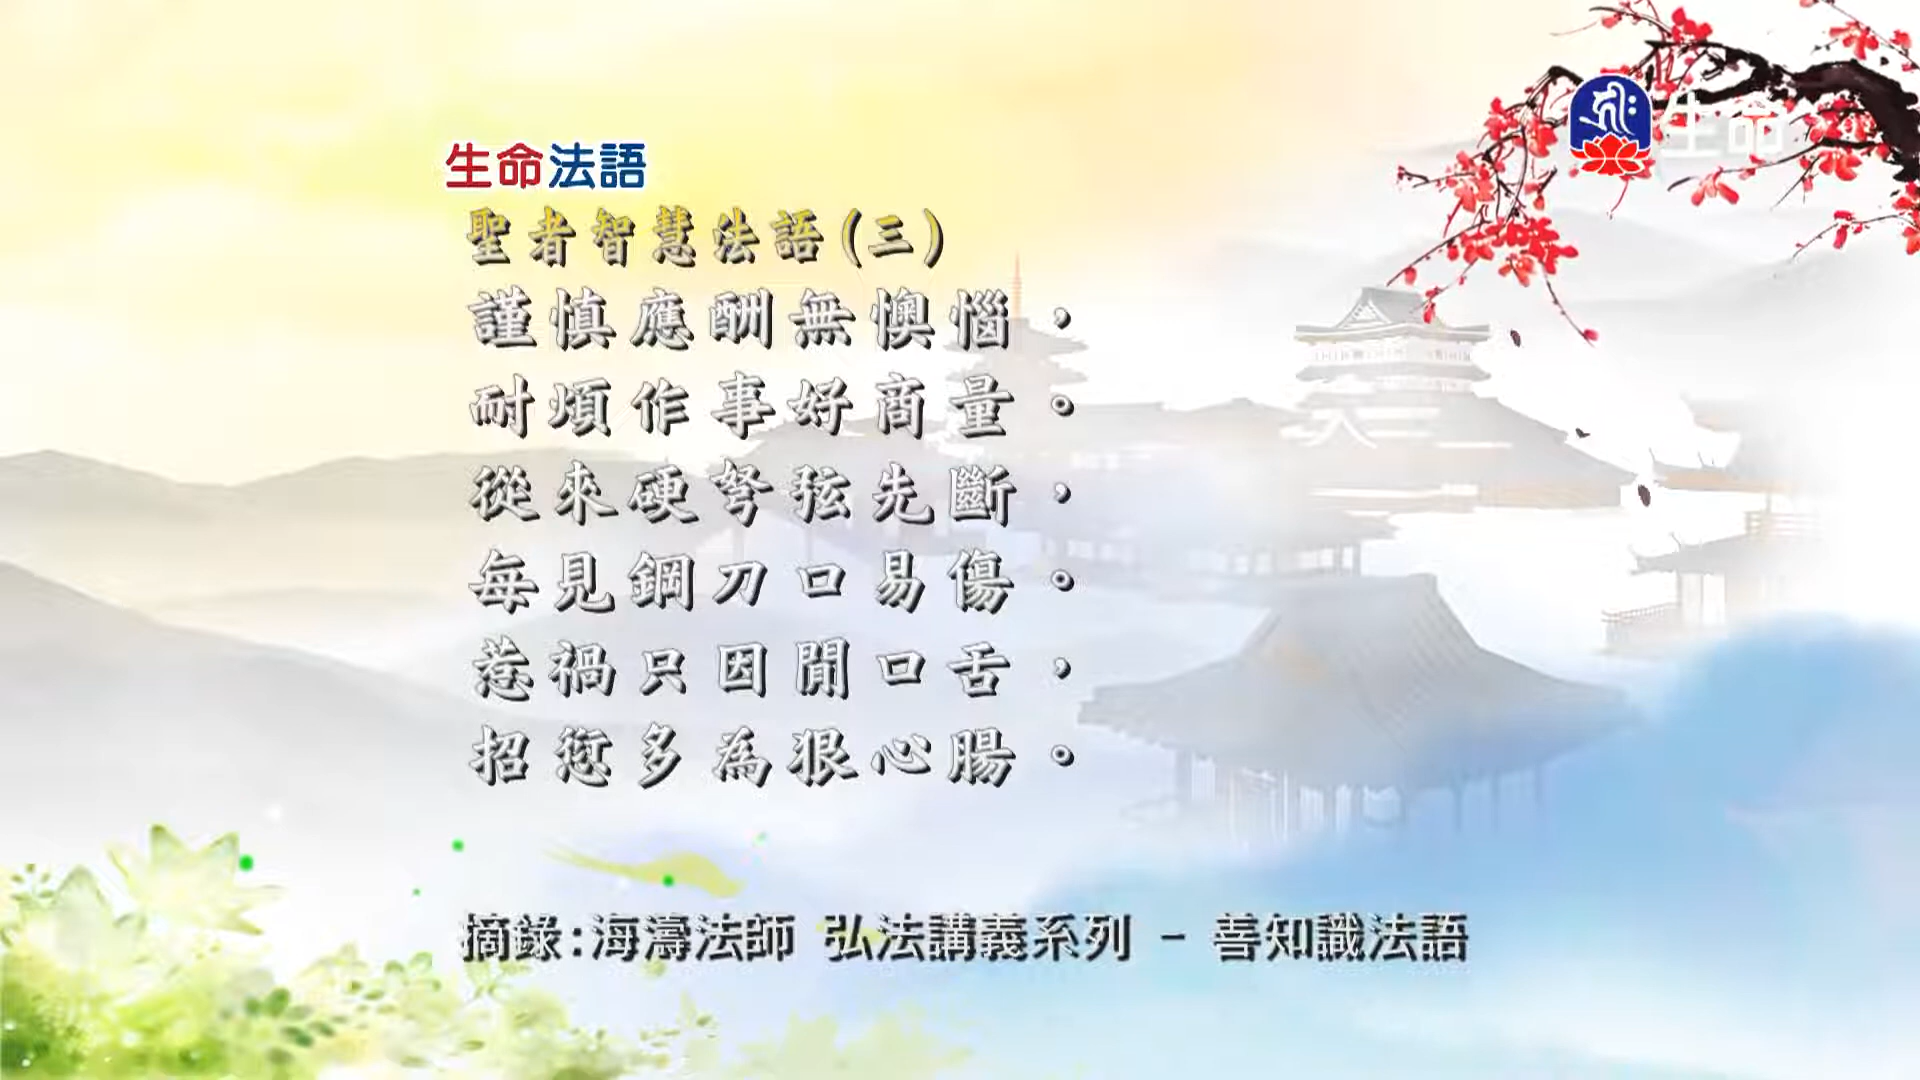 生命
生命法語
聖者智慧法語(三)
謹慎應酬無懊惱，
耐煩作事好商量。
從來硬弩弦先斷，
每見鋼刀口易傷。
惹禍只因閒口舌，
招愆多為狠心腸。
摘錄:海濤法師 弘法講義系列 - 善知識法語